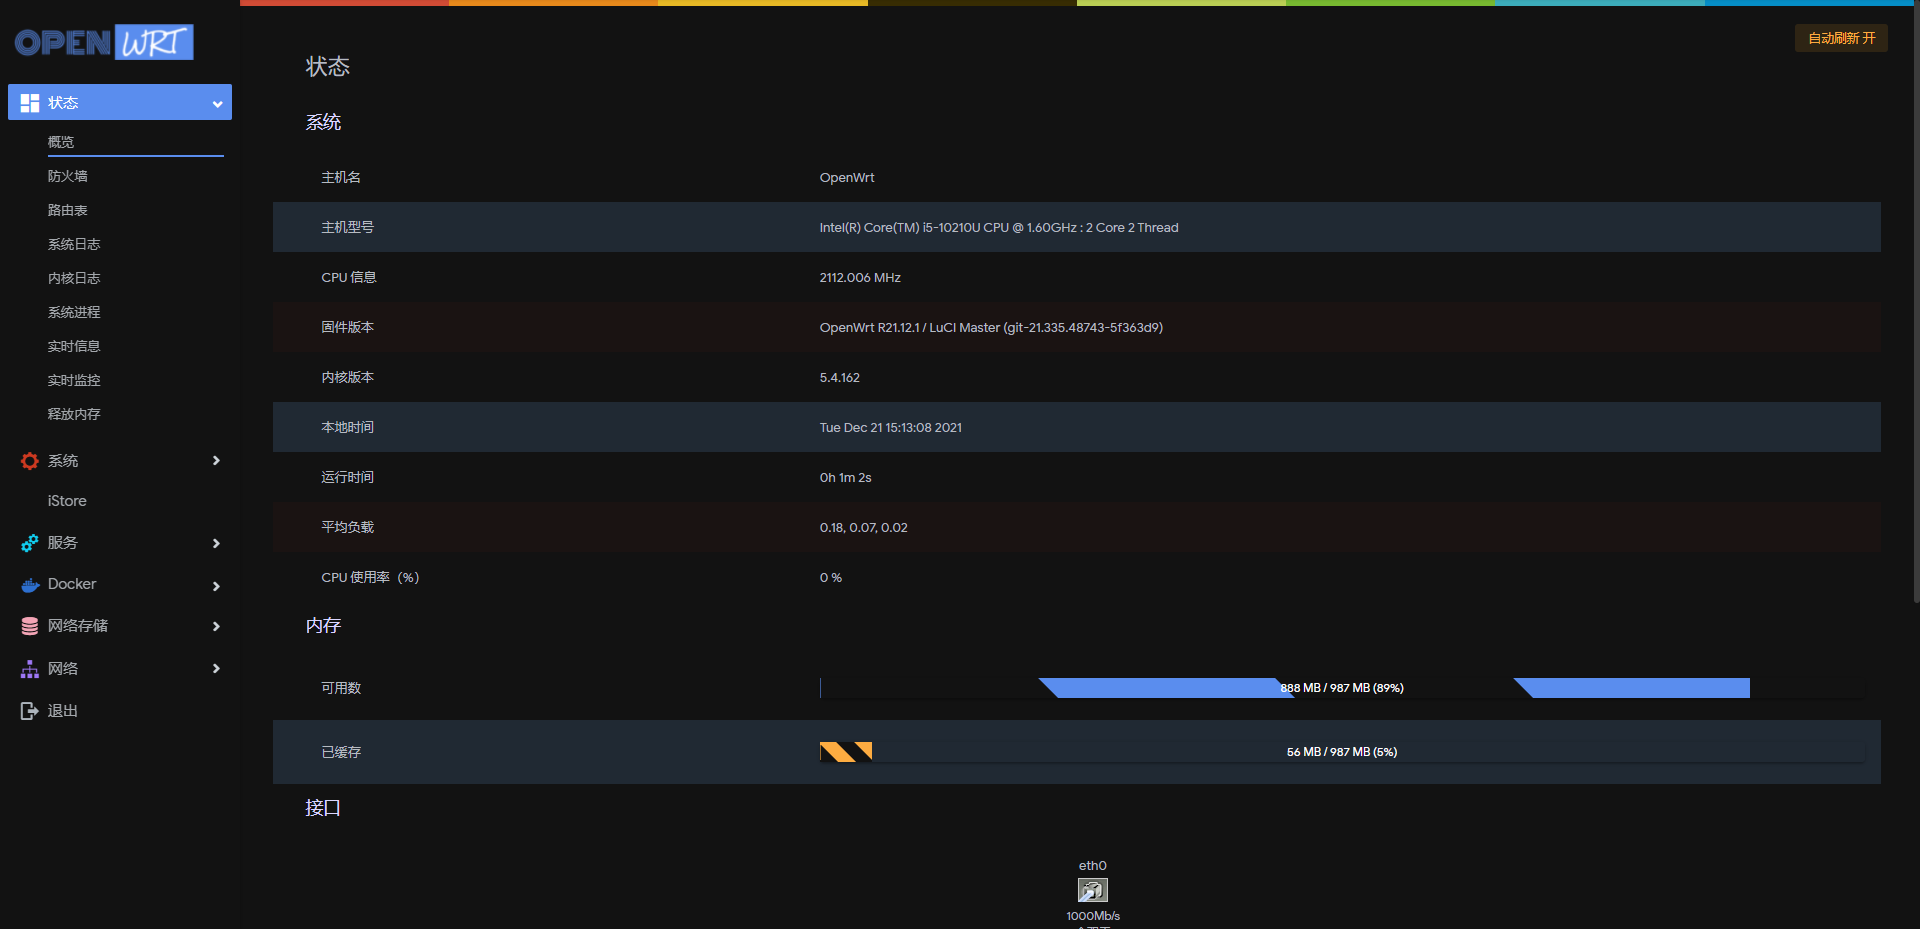 OPENWRT
状态
概览
防火墙
路由表
系统日志
内核日志
系统进程
实时信息
实时监控
释放内存
系统
iStore
服务
Docker
网络存储
网络
退出
自动刷新 开
状态
系统
主机名 OpenWrt
主机型号 Intel(R) Core(TM) i5-10210U CPU @ 1.60GHz : 2 Core 2 Thread
CPU 信息 2112.006 MHz
固件版本 OpenWrt R21.12.1 / LuCI Master (git-21.335.48743-5f363d9)
内核版本 5.4.162
本地时间 Tue Dec 21 15:13:08 2021
运行时间 0h 1m 2s
平均负载 0.18, 0.07, 0.02
CPU 使用率（%） 0 %
内存
可用数 888 MB / 987 MB (89%)
已缓存 56 MB / 987 MB (5%)
接口
eth0
1000Mb/s